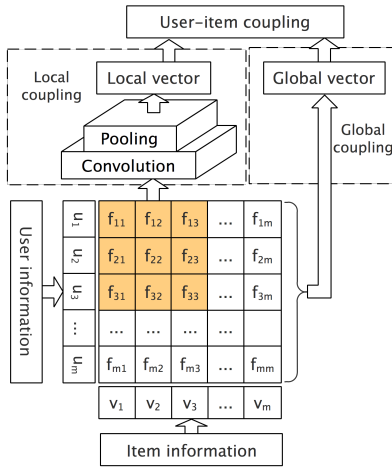 User-item coupling
Local
coupling
Local vector
Global vector
Pooling
Convolution
Global
coupling
User information
u1 f11 f12 f13 ... f1m
u2 f21 f22 f23 ... f2m
u3 f31 f32 f33 ... f3m
... ... ... ... ...
um fm1 fm2 fm3 ... fmm
v1 v2 v3 ... vm
Item information